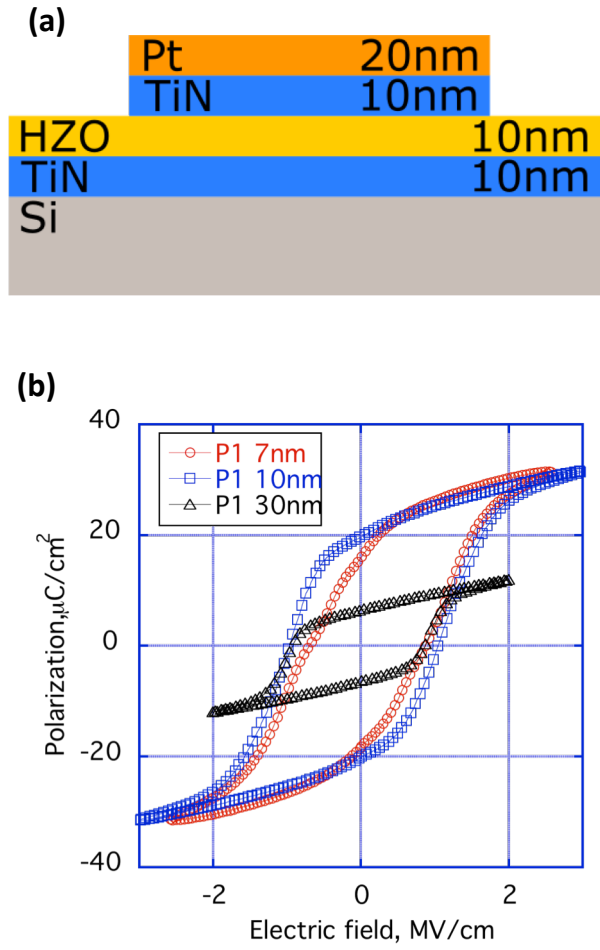 (a)
Pt 20nm
TiN 10nm
HZO 10nm
TiN 10nm
Si
(b)
40
20
0
-20
-40
P1 7nm
P1 10nm
P1 30nm
Polarization,μC/cm²
-2 0 2
Electric field, MV/cm